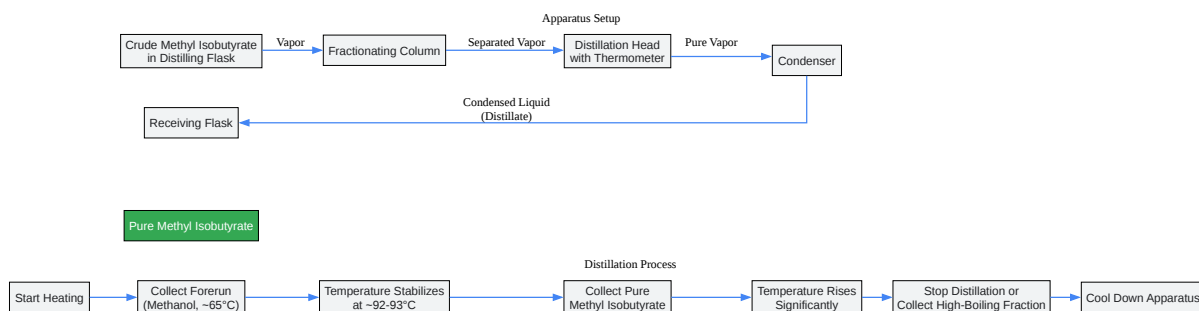 Apparatus Setup
Crude Methyl Isobutyrate
in Distilling Flask
Vapor
Fractionating Column
Separated Vapor
Distillation Head
with Thermometer
Pure Vapor
Condenser
Condensed Liquid
(Distillate)
Receiving Flask
Pure Methyl Isobutyrate
Distillation Process
Start Heating
Collect Forerun
(Methanol, ~65°C)
Temperature Stabilizes
at ~92-93°C
Collect Pure
Methyl Isobutyrate
Temperature Rises
Significantly
Stop Distillation or
Collect High-Boiling Fraction
Cool Down Apparatus